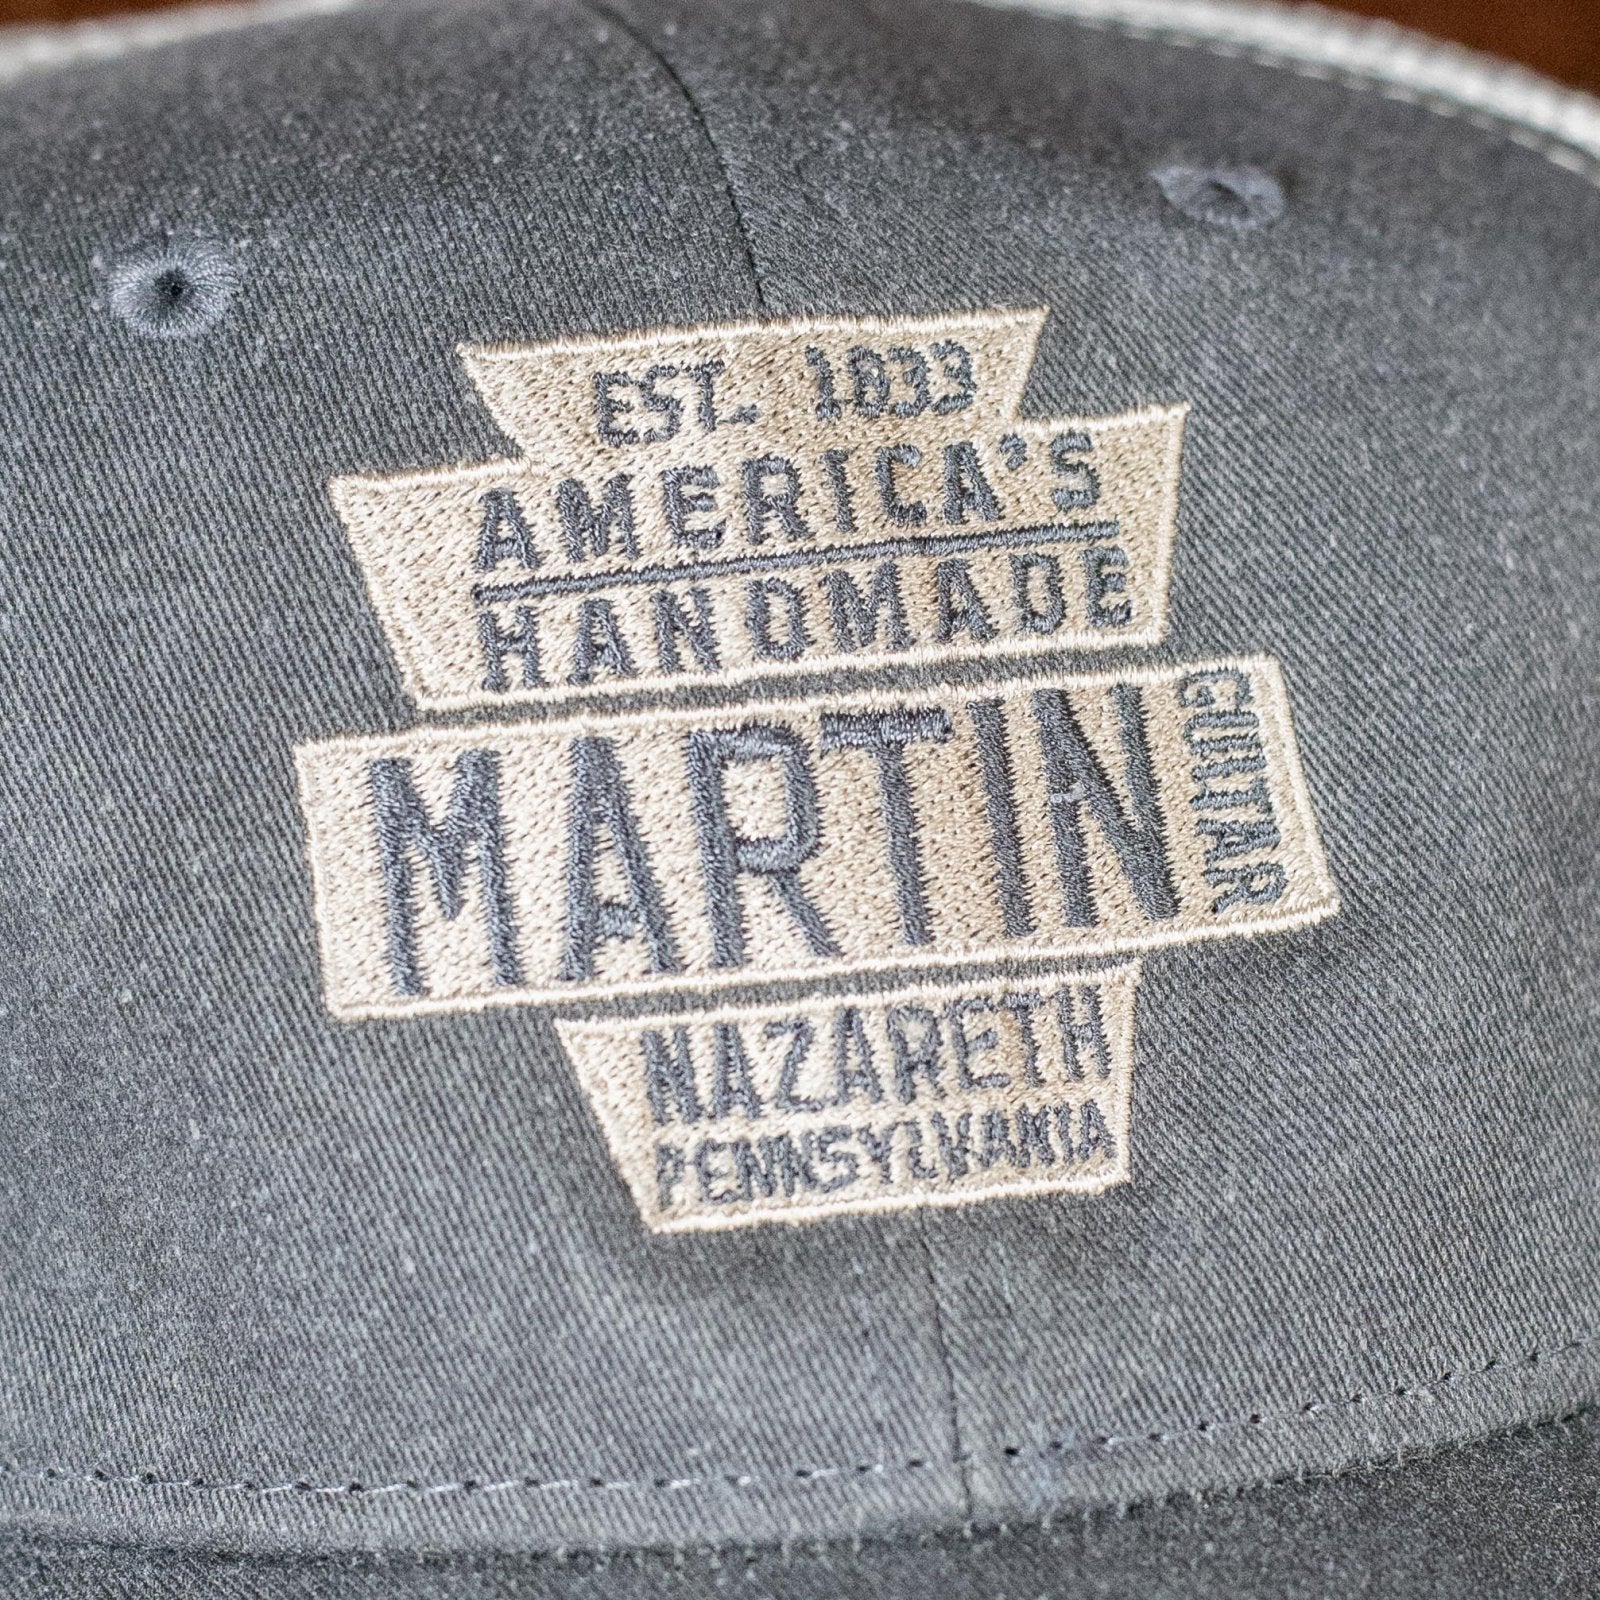 EST. 1833
AMERICA'S
HANDMADE
MARTIN
GUITAR
NAZARETH
PENNSYLVANIA